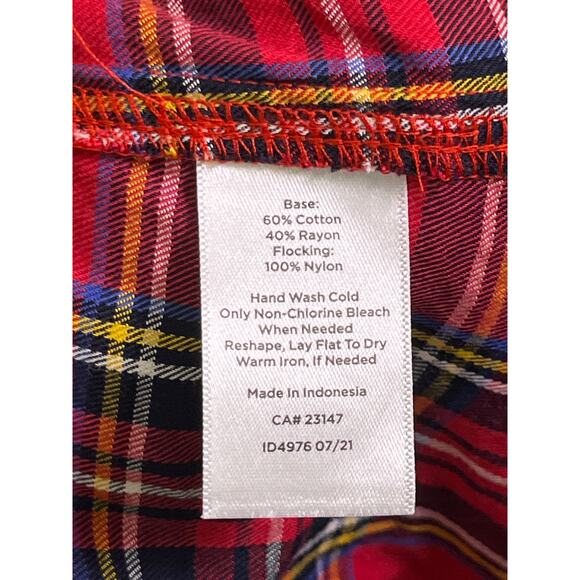 Base:
60% Cotton
40% Rayon
Flocking:
100% Nylon
Hand Wash Cold
Only Non-Chlorine Bleach
When Needed
Reshape, Lay Flat To Dry
Warm Iron, If Needed
Made In Indonesia
CA# 23147
ID4976 07/21